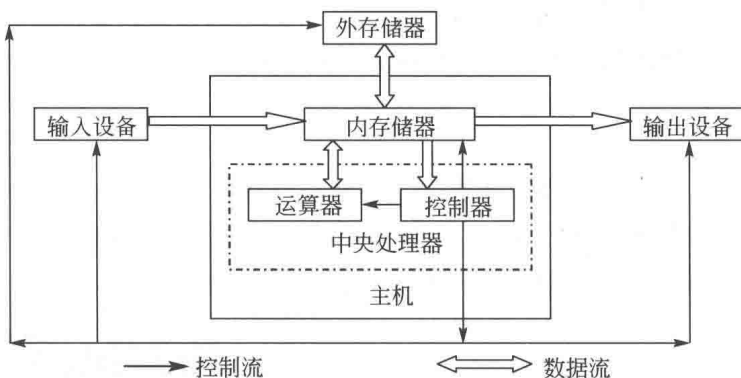 外存储器
输入设备
内存储器
输出设备
运算器
控制器
中央处理器
主机
控制流
数据流